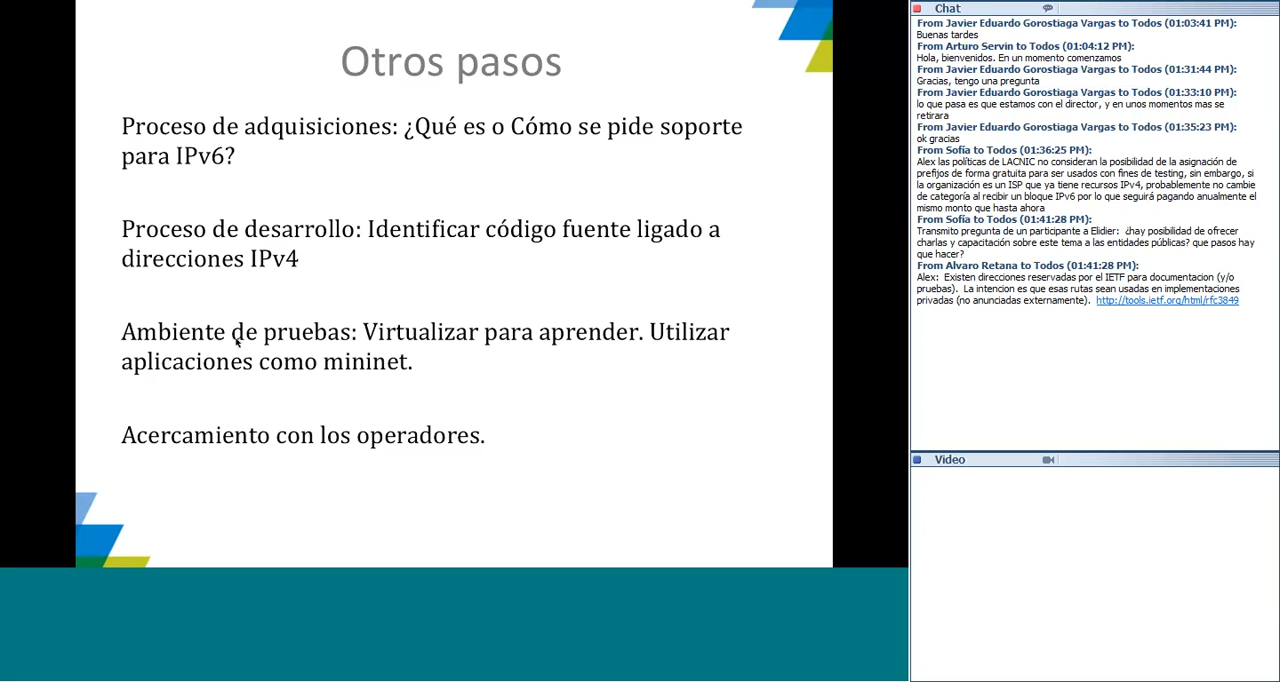 Otros pasos
Proceso de adquisiciones: ¿Qué es o Cómo se pide soporte
para IPv6?
Proceso de desarrollo: Identificar código fuente ligado a
direcciones IPv4
Ambiente de pruebas: Virtualizar para aprender. Utilizar
aplicaciones como mininet.
Acercamiento con los operadores.
Chat
From Javier Eduardo Gorostiaga Vargas to Todos (01:03:41 PM):
Buenas tardes
From Arturo Servin to Todos (01:04:12 PM):
Hola, bienvenidos. En un momento comenzamos
From Javier Eduardo Gorostiaga Vargas to Todos (01:31:44 PM):
Gracias, tengo una pregunta
From Javier Eduardo Gorostiaga Vargas to Todos (01:33:10 PM):
lo que pasa es que estamos con el director, y en unos momentos mas se
retirara
From Javier Eduardo Gorostiaga Vargas to Todos (01:35:23 PM):
ok gracias
From Sofía to Todos (01:36:25 PM):
Alex las políticas de LACNIC no consideran la posibilidad de la asignación de
prefijos de forma gratuita para ser usados con fines de testing, sin embargo, si
la organización es un ISP que ya tiene recursos IPv4, probablemente no cambie
de categoría al recibir un bloque IPv6 por lo que seguirá pagando anualmente el
mismo monto que hasta ahora
From Sofía to Todos (01:41:28 PM):
Transmito pregunta de un participante a Elidier: ¿hay posibilidad de ofrecer
charlas y capacitación sobre este tema a las entidades públicas? que pasos hay
que hacer?
From Alvaro Retana to Todos (01:41:28 PM):
Alex: Existen direcciones reservadas por el IETF para documentacion (y/o
pruebas). La intencion es que esas rutas sean usadas en implementaciones
privadas (no anunciadas externamente). http://tools.ietf.org/html/rfc3849
Video